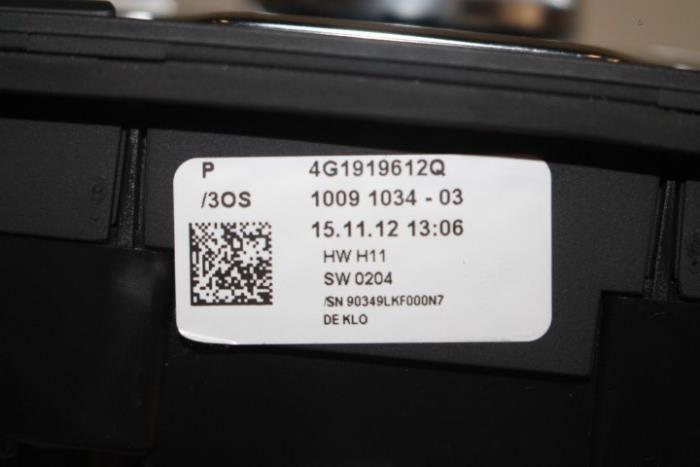 P 4G1919612Q
/3OS 1009 1034 - 03
15.11.12 13:06
HW H11
SW 0204
/SN 90349LKF000N7
DE KLO